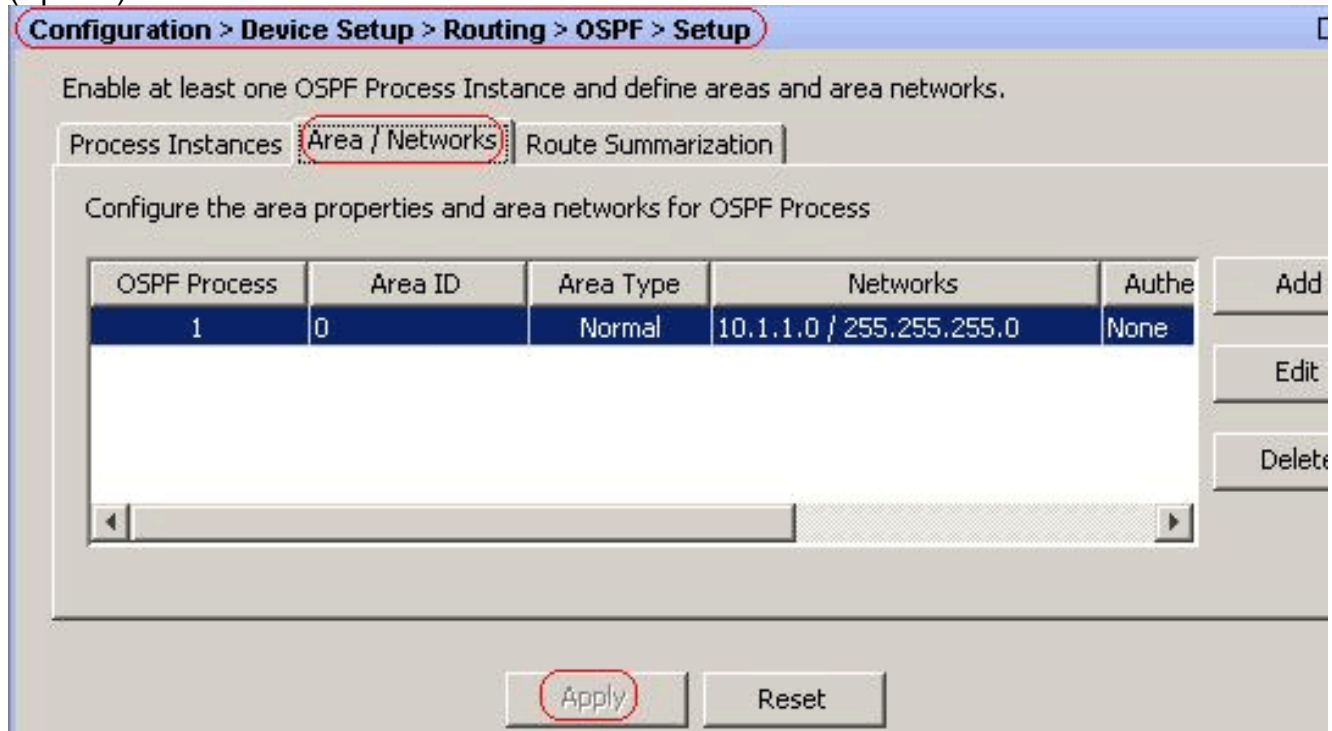 Configuration > Device Setup > Routing > OSPF > Setup
Enable at least one OSPF Process Instance and define areas and area networks.
Process Instances Area / Networks Route Summarization
Configure the area properties and area networks for OSPF Process
OSPF Process Area ID Area Type Networks Authe
1 0 Normal 10.1.1.0 / 255.255.255.0 None
Add
Edit
Delete
Apply Reset